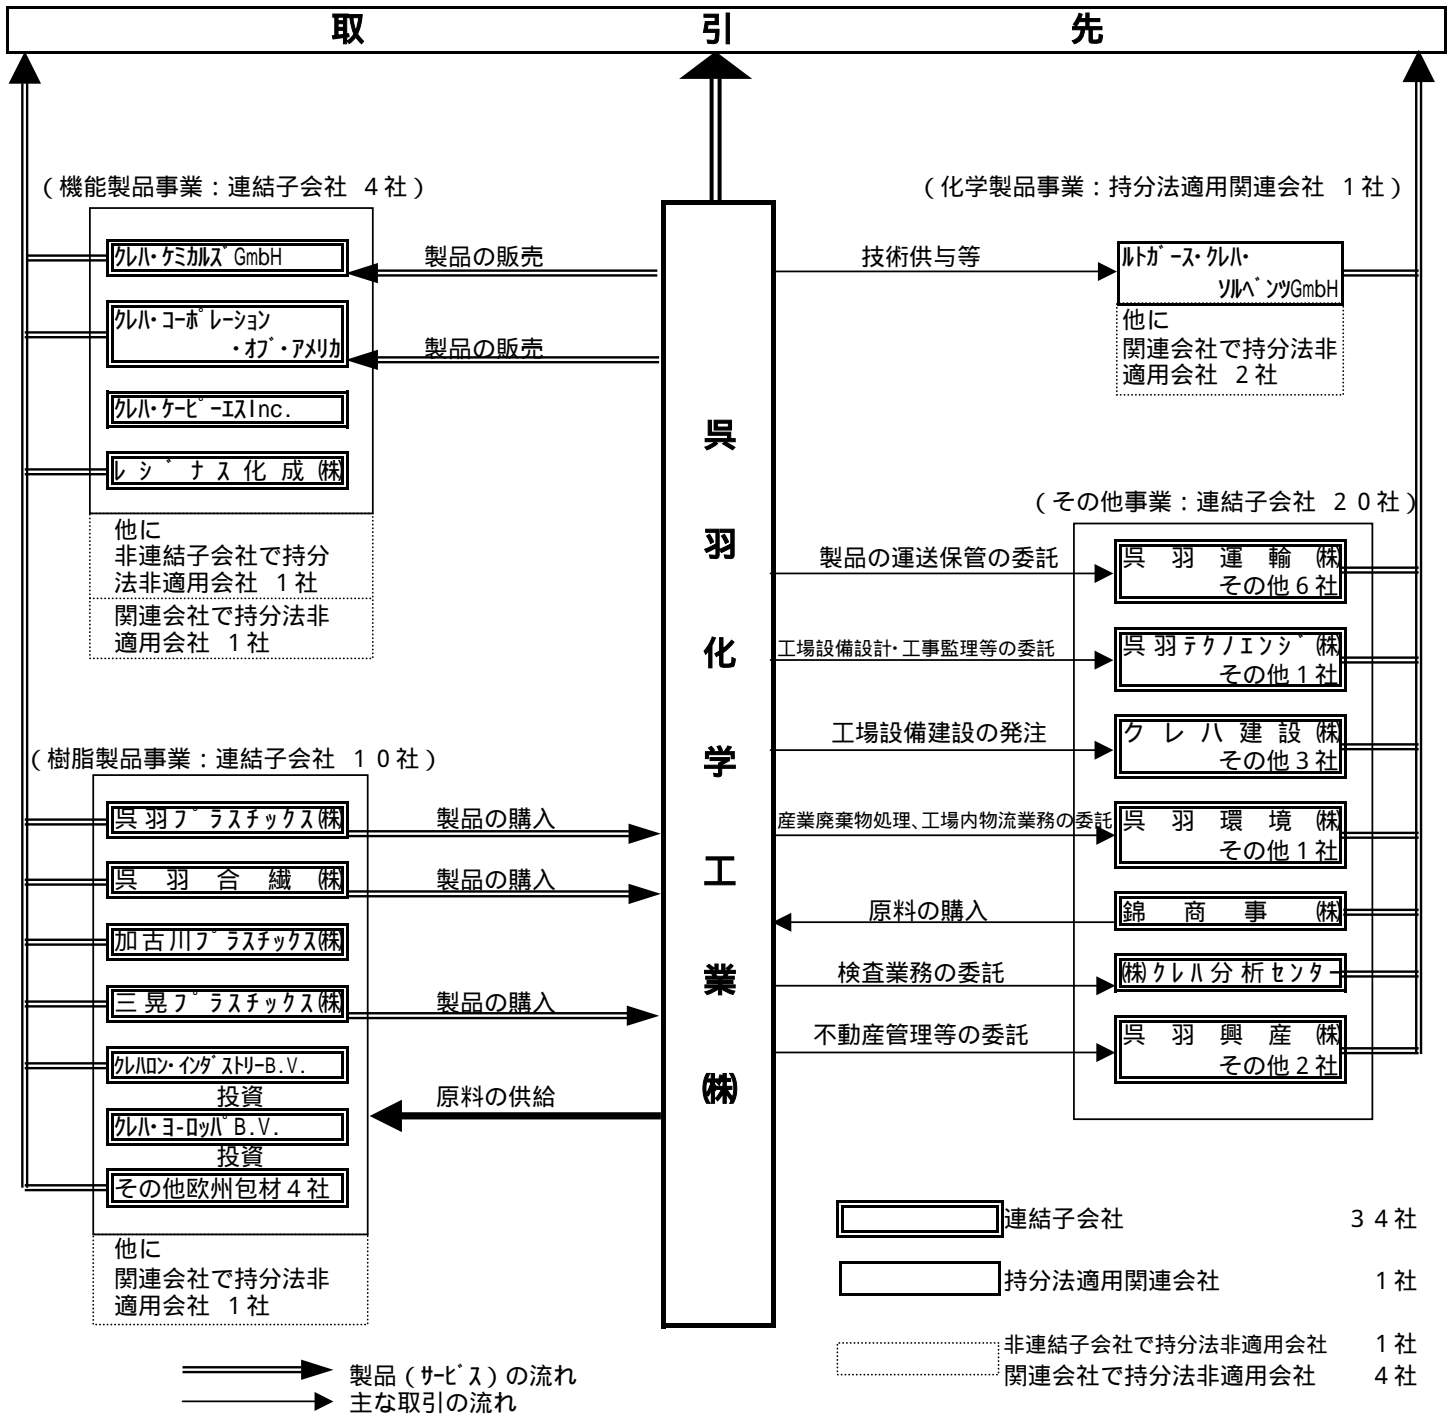 取引先
（機能製品事業：連結子会社 4社）
クレハ・ケミカルズGmbH
クレハ・コーポレーション
・オブ・アメリカ
クレハ・ケーピーエスInc.
レジナス化成㈱
他に
非連結子会社で持分
法非適用会社 1社
関連会社で持分法非
適用会社 1社
製品の販売
製品の販売
（樹脂製品事業：連結子会社 10社）
呉羽プラスチックス㈱
呉羽合繊㈱
加古川プラスチックス㈱
三晃プラスチックス㈱
クレハロン・インダストリーB.V.
投資
クレハ・ヨーロッパB.V.
投資
その他欧州包材4社
他に
関連会社で持分法非
適用会社 1社
製品の購入
製品の購入
製品の購入
原料の供給
呉羽化学工業㈱
（化学製品事業：持分法適用関連会社 1社）
技術供与等
ルトガース・クレハ・
ソルベンツGmbH
他に
関連会社で持分法非
適用会社 2社
（その他事業：連結子会社 20社）
製品の運送保管の委託
呉羽運輸㈱
その他6社
工場設備設計・工事監理等の委託
呉羽テクノエンジ㈱
その他1社
工場設備建設の発注
クレハ建設㈱
その他3社
産業廃棄物処理、工場内物流業務の委託
呉羽環境㈱
その他1社
原料の購入
錦商事㈱
検査業務の委託
㈱クレハ分析センター
不動産管理等の委託
呉羽興産㈱
その他2社
連結子会社 34社
持分法適用関連会社 1社
非連結子会社で持分法非適用会社 1社
関連会社で持分法非適用会社 4社
製品（サービス）の流れ
主な取引の流れ